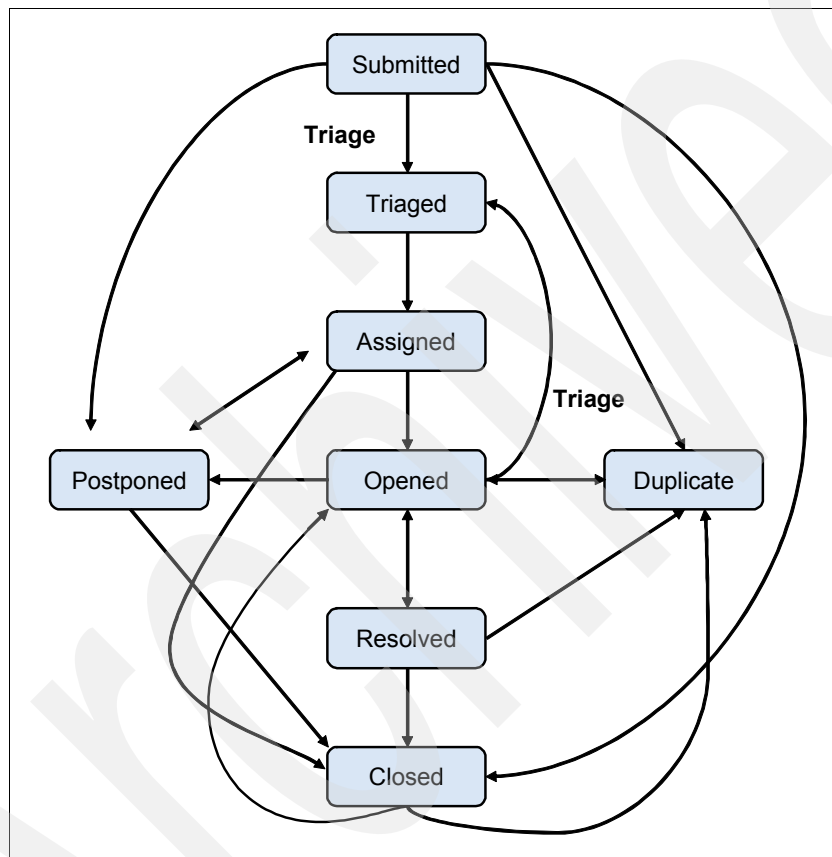 Submitted
Triage
Triaged
Assigned
Triage
Postponed
Opened
Duplicate
Resolved
Closed